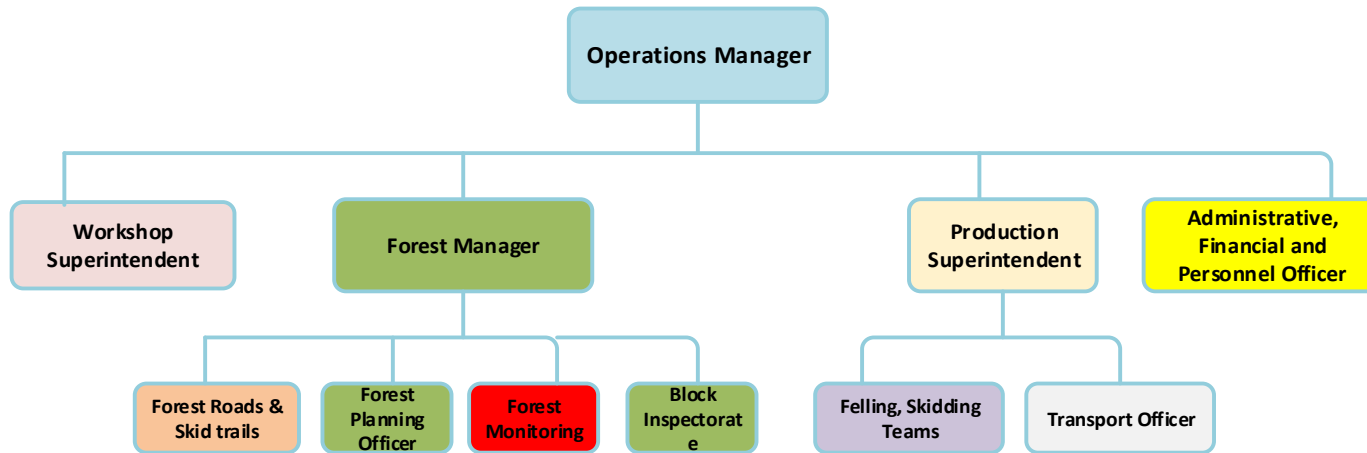 Operations Manager
Workshop
Superintendent
Forest Manager
Production
Superintendent
Administrative,
Financial and
Personnel Officer
Forest Roads &
Skid trails
Forest
Planning
Officer
Forest
Monitoring
Block
Inspectorat
e
Felling, Skidding
Teams
Transport Officer